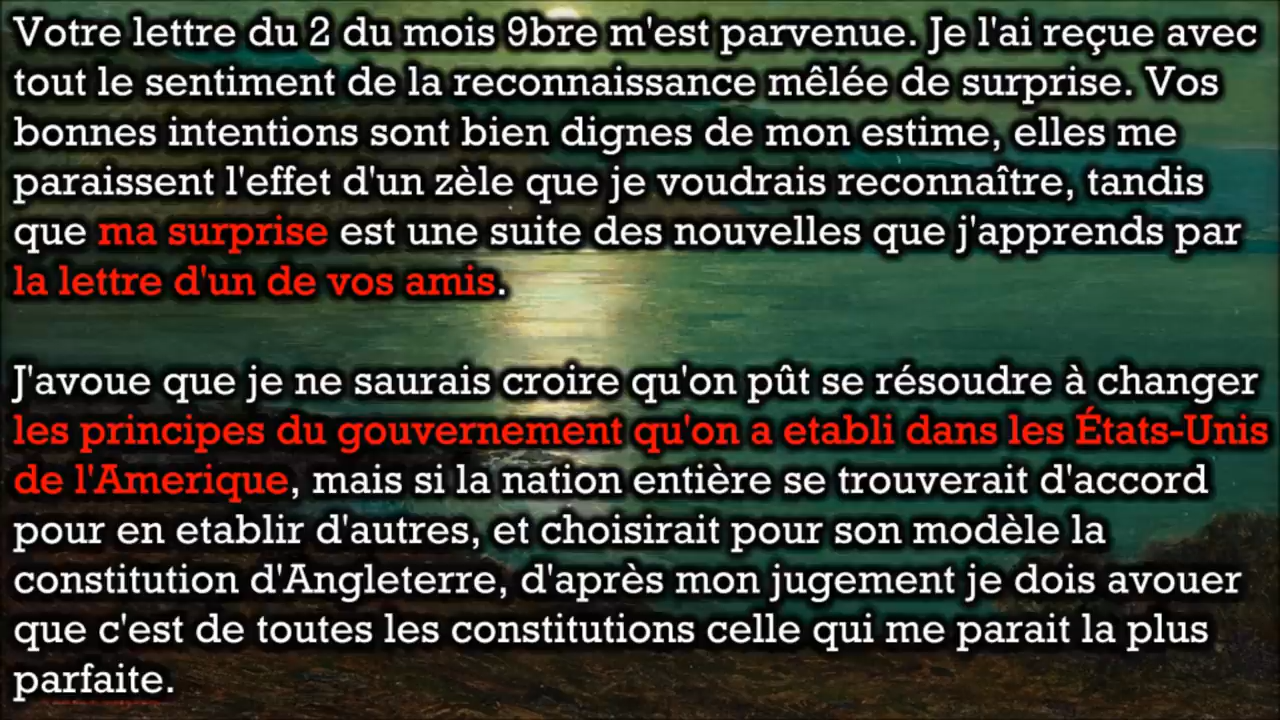 Votre lettre du 2 du mois 9bre m'est parvenue. Je l'ai reçue avec
tout le sentiment de la reconnaissance mêlée de surprise. Vos
bonnes intentions sont bien dignes de mon estime, elles me
paraissent l'effet d'un zèle que je voudrais reconnaître, tandis
que ma surprise est une suite des nouvelles que j'apprends par
la lettre d'un de vos amis.
J'avoue que je ne saurais croire qu'on pût se résoudre à changer
les principes du gouvernement qu'on a etabli dans les États-Unis
de l'Amerique, mais si la nation entière se trouverait d'accord
pour en etablir d'autres, et choisirait pour son modèle la
constitution d'Angleterre, d'après mon jugement je dois avouer
que c'est de toutes les constitutions celle qui me parait la plus
parfaite.